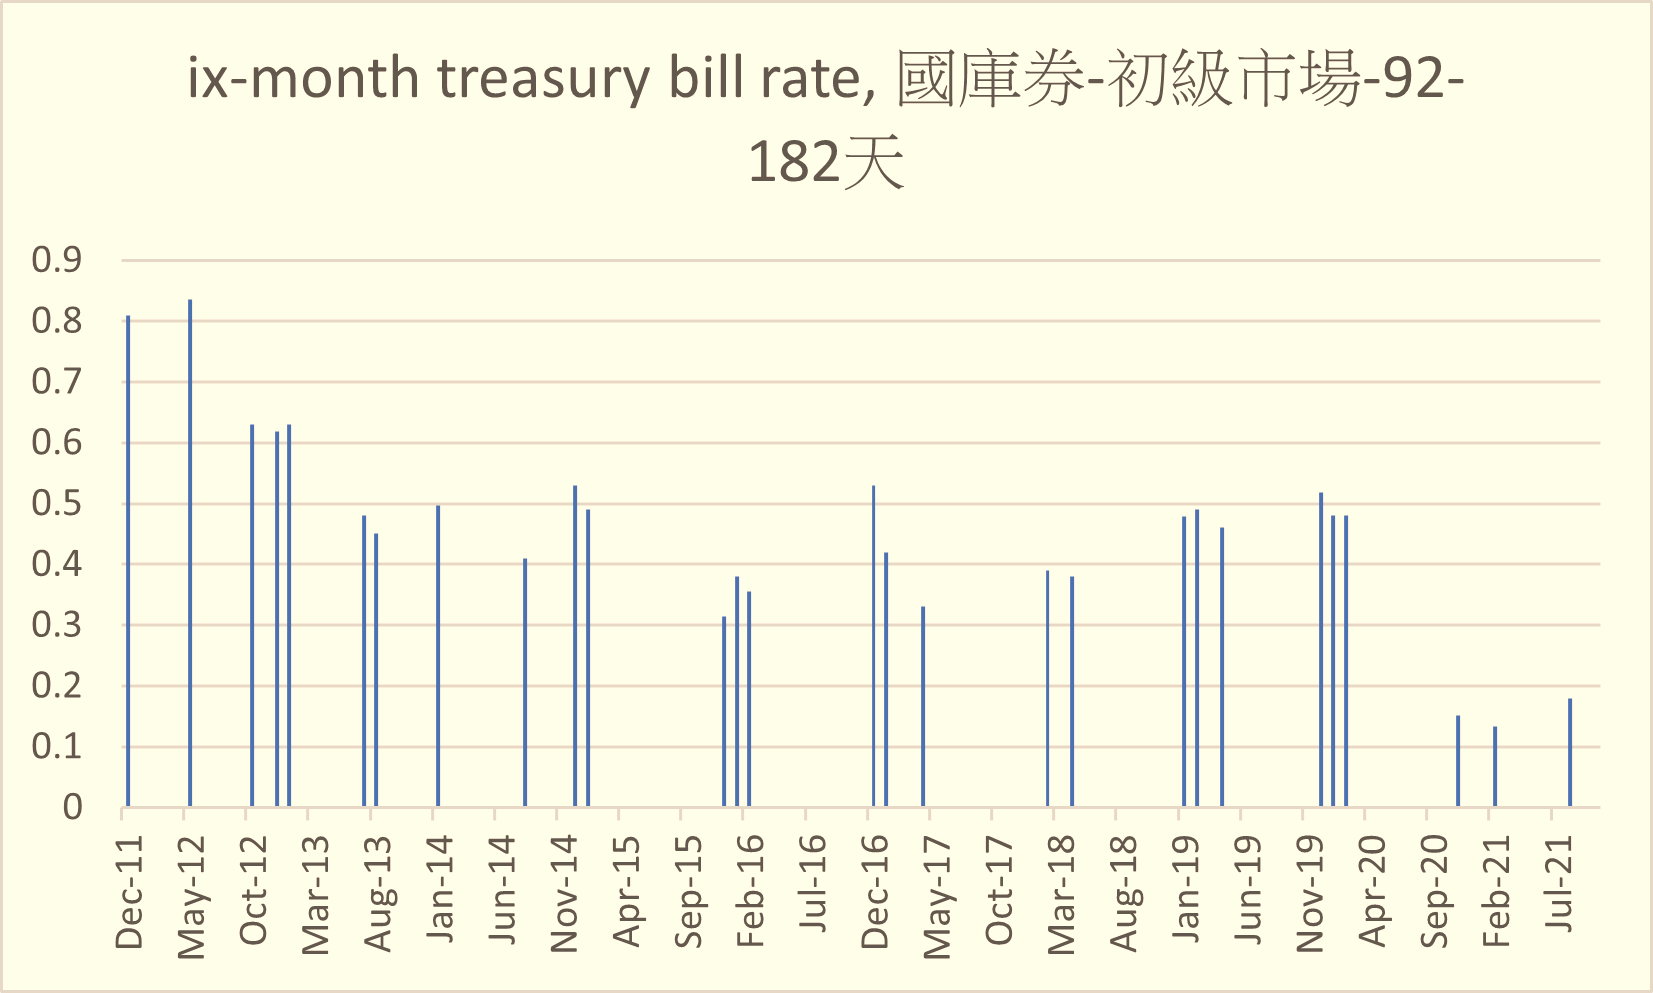 ix-month treasury bill rate, 國庫券-初級市場-92-
182天
0.9
0.8
0.7
0.6
0.5
0.4
0.3
0.2
0.1
0
Dec-11
May-12
Oct-12
Mar-13
Aug-13
Jan-14
Jun-14
Nov-14
Apr-15
Sep-15
Feb-16
Jul-16
Dec-16
May-17
Oct-17
Mar-18
Aug-18
Jan-19
Jun-19
Nov-19
Apr-20
Sep-20
Feb-21
Jul-21